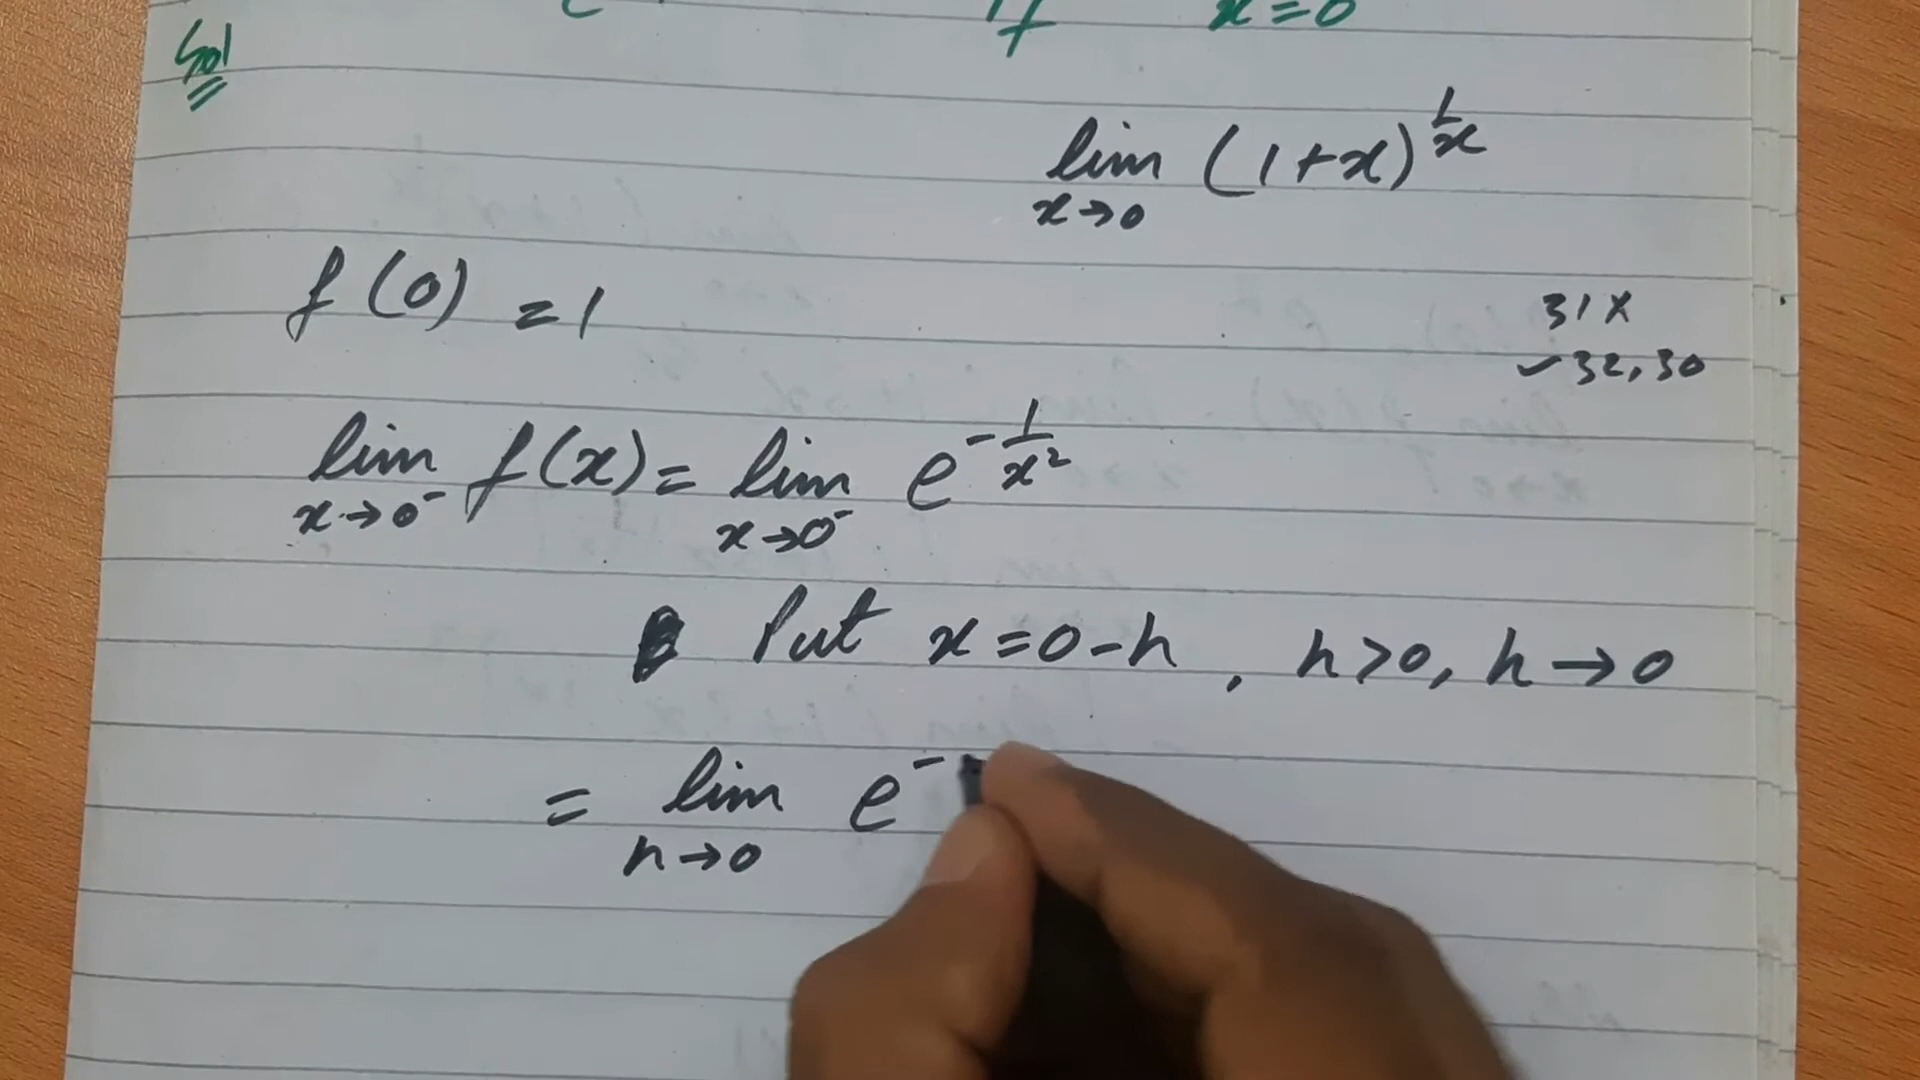 x=0
Sol
lim (1+x)^{1/x}
x→0
f(0) = 1
31 x
✓32, 30
lim f(x) = lim e^{-1/x²}
x→0⁻ x→0⁻
Put x=0-h, h>0, h→0
= lim e^-
h→0